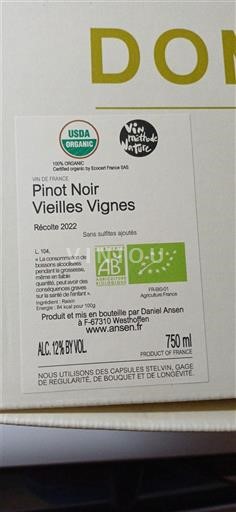 DOM
USDA
ORGANIC
Vin
méthode
Nature
100% ORGANIC
Certified organic by Ecocert France SAS
VIN DE FRANCE
Pinot Noir
Vieilles Vignes
Récolte 2022
Sans sulfites ajoutés
L. 104,
« La consommation de
boissons alcoolisées
pendant la grossesse,
même en faible
quantité, peut avoir des
conséquences graves
sur la santé de l'enfant ».
Ingrédient : Raisin
Energie : 84 kcal pour 100g
AB
AGRICULTURE
BIOLOGIQUE
FR-BIO-01
Agriculture France
VINYOU
Produit et mis en bouteille par Daniel Ansen
à F-67310 Westhoffen
www.ansen.fr
ALC. 12% BY VOL.
750 ml
PRODUCT OF FRANCE
NOUS UTILISONS DES CAPSULES STELVIN, GAGE
DE RÉGULARITÉ, DE BOUQUET ET DE LONGÉVITÉ.